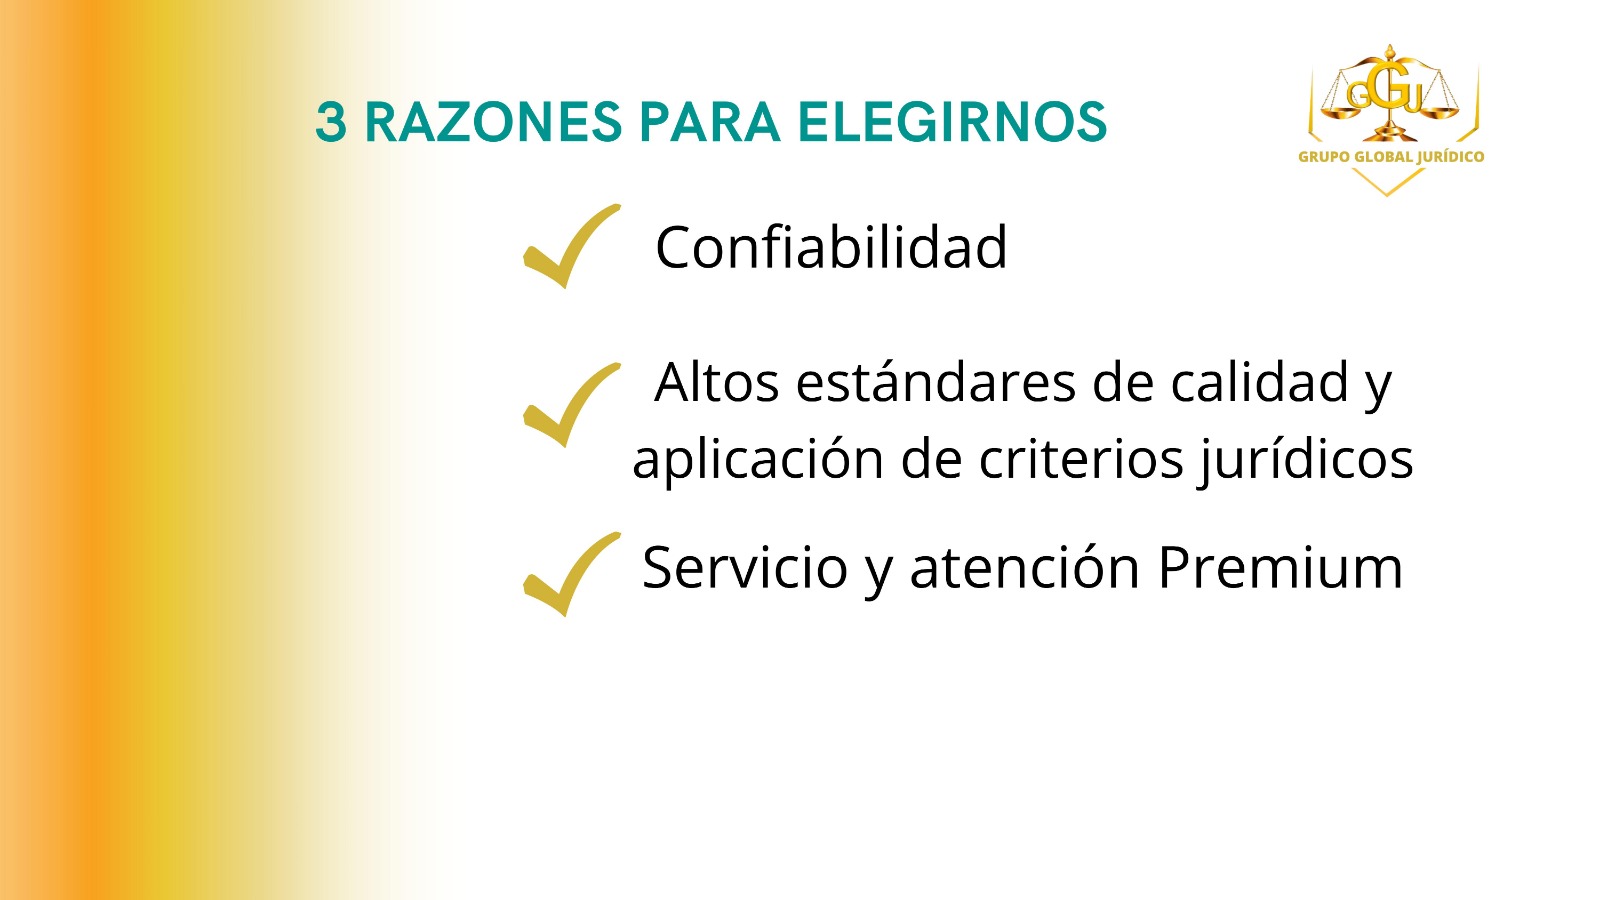 3 RAZONES PARA ELEGIRNOS
GGJ
GRUPO GLOBAL JURÍDICO
Confiabilidad
Altos estándares de calidad y
aplicación de criterios jurídicos
Servicio y atención Premium